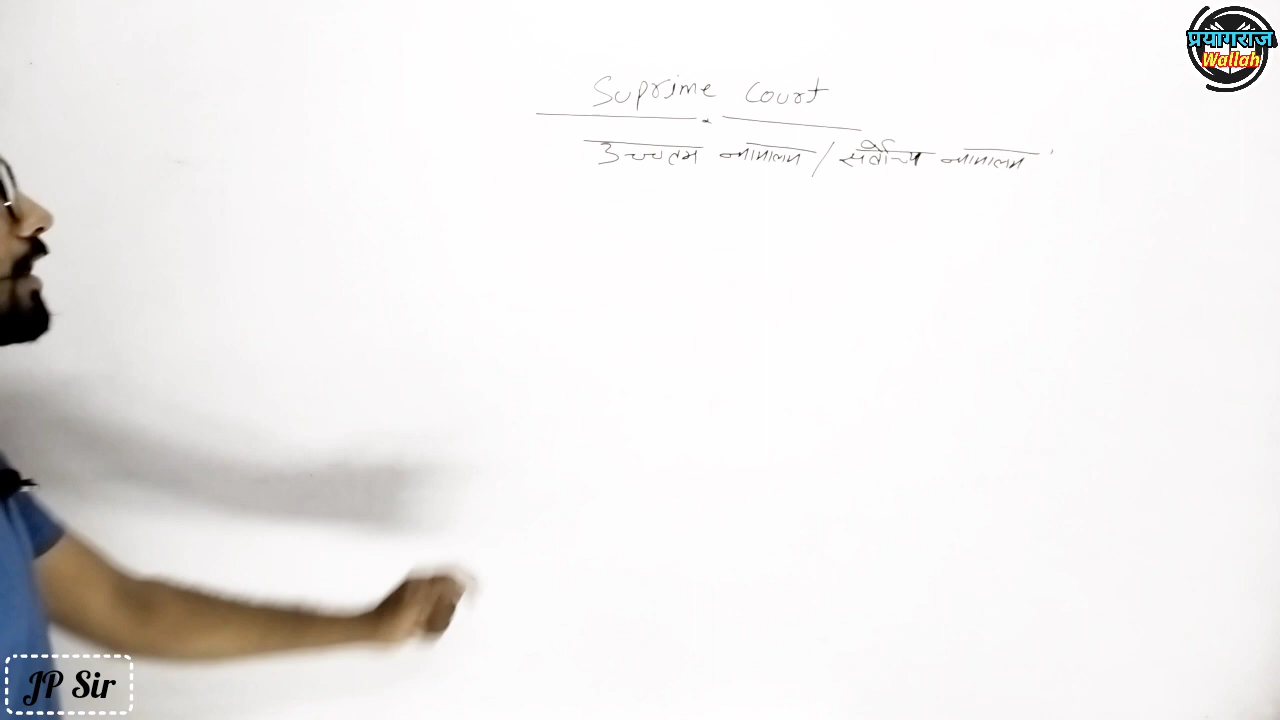 प्रयागराज
Wallah
Suprime Court
उच्चतम न्यायालय / सर्वोच्च न्यायालय
JP Sir